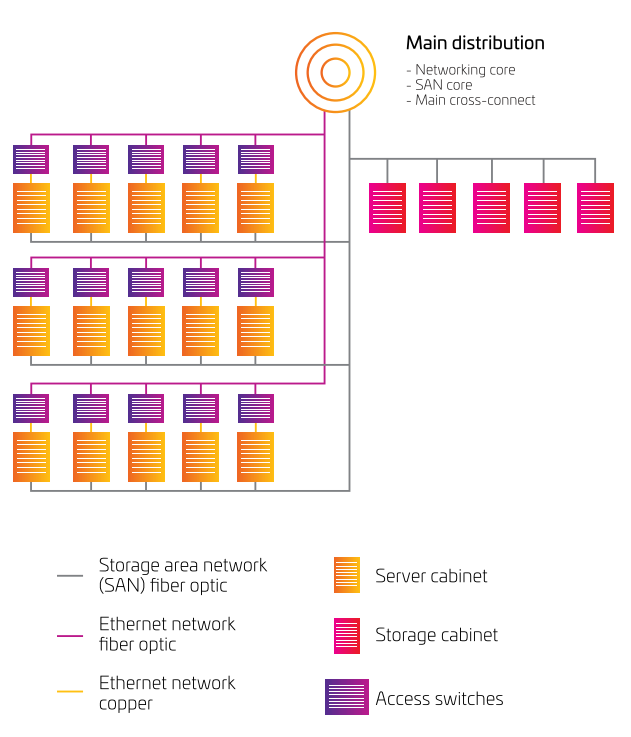 Main distribution
- Networking core
- SAN core
- Main cross-connect
Storage area network
(SAN) fiber optic
Server cabinet
Ethernet network
fiber optic
Storage cabinet
Ethernet network
copper
Access switches